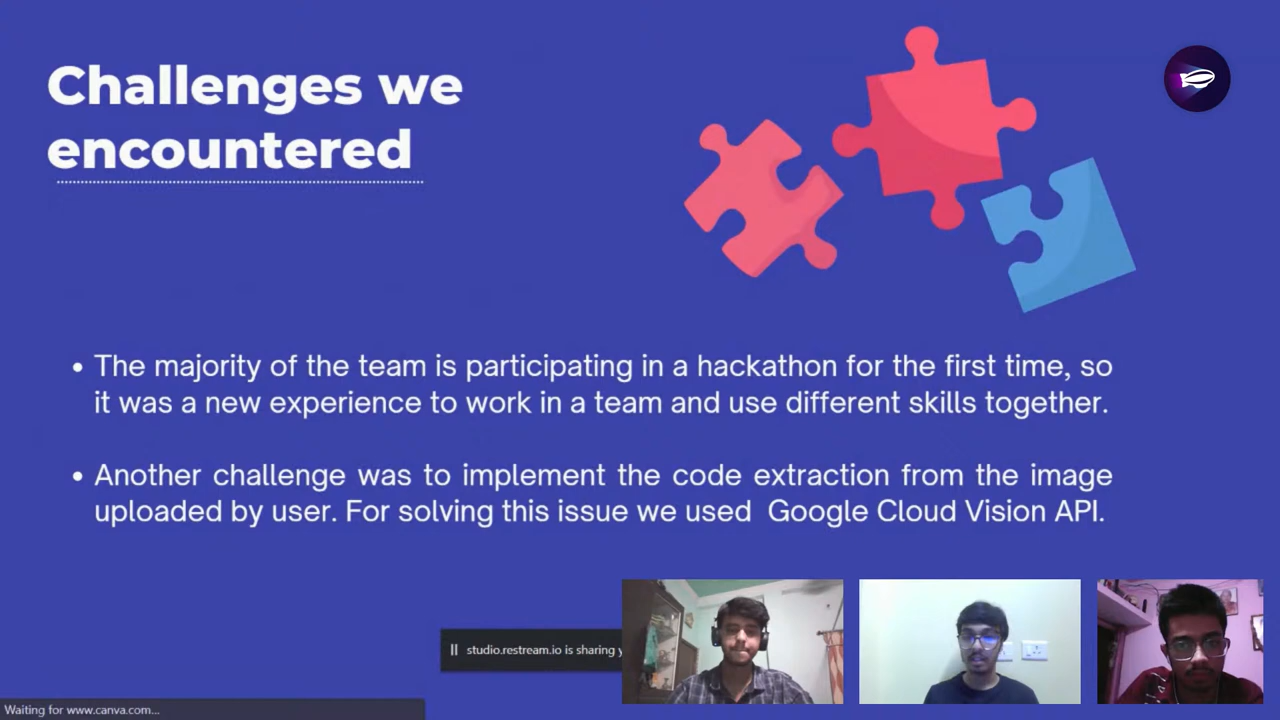 Challenges we
encountered
• The majority of the team is participating in a hackathon for the first time, so
it was a new experience to work in a team and use different skills together.
• Another challenge was to implement the code extraction from the image
uploaded by user. For solving this issue we used  Google Cloud Vision API.
studio.restream.io is sharing
Waiting for www.canva.com...